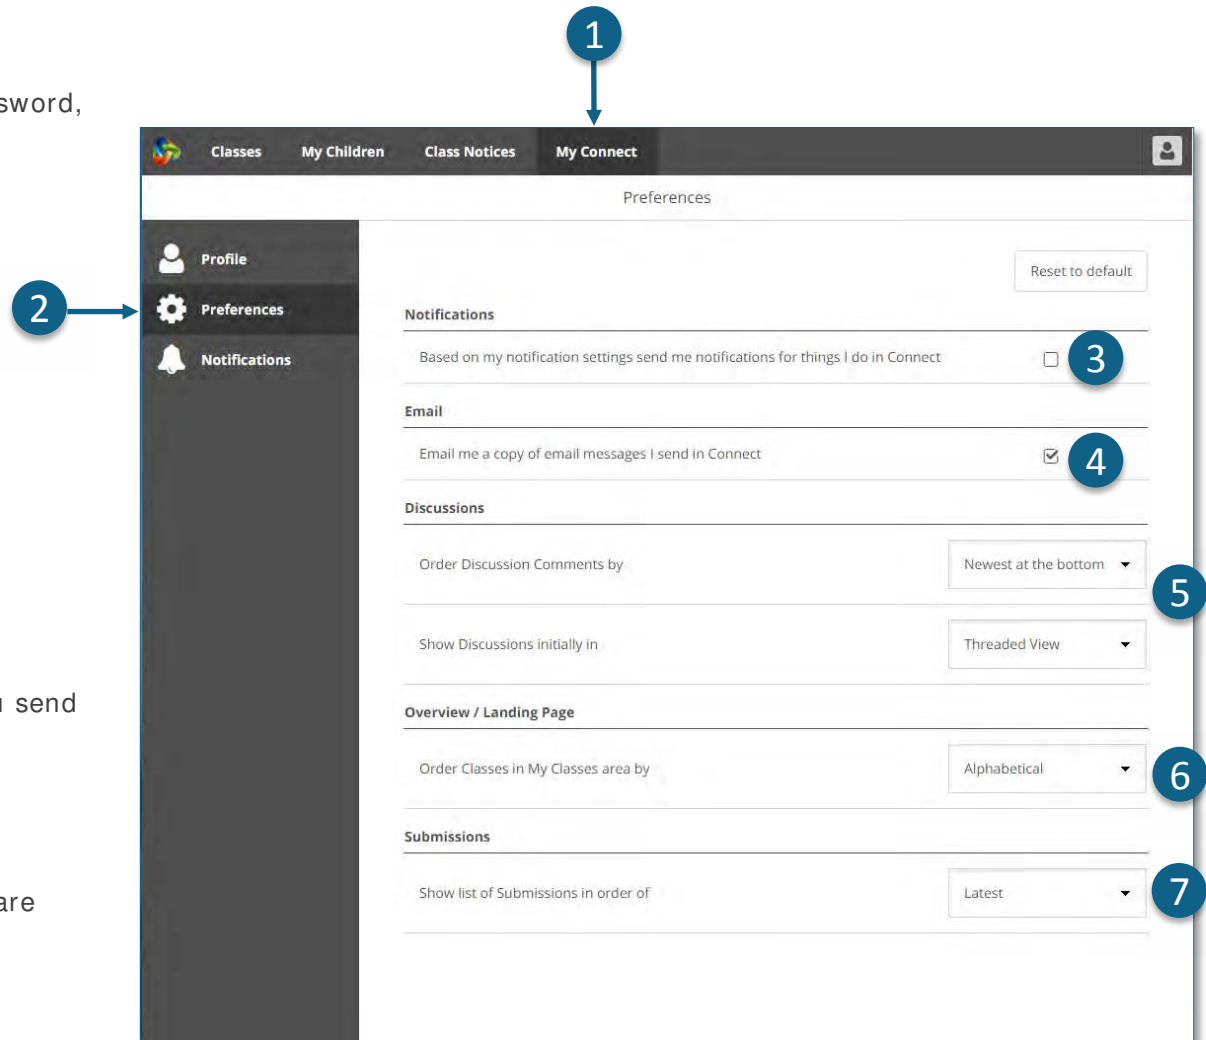 1
sword,
Classes My Children Class Notices My Connect
Preferences
Profile
Reset to default
2
Preferences
Notifications
Notifications
Based on my notification settings send me notifications for things I do in Connect
3
Email
Email me a copy of email messages I send in Connect
4
Discussions
Order Discussion Comments by
Newest at the bottom
5
Show Discussions initially in
Threaded View
send
Overview / Landing Page
Order Classes in My Classes area by
Alphabetical
6
Submissions
Show list of Submissions in order of
Latest
7
are